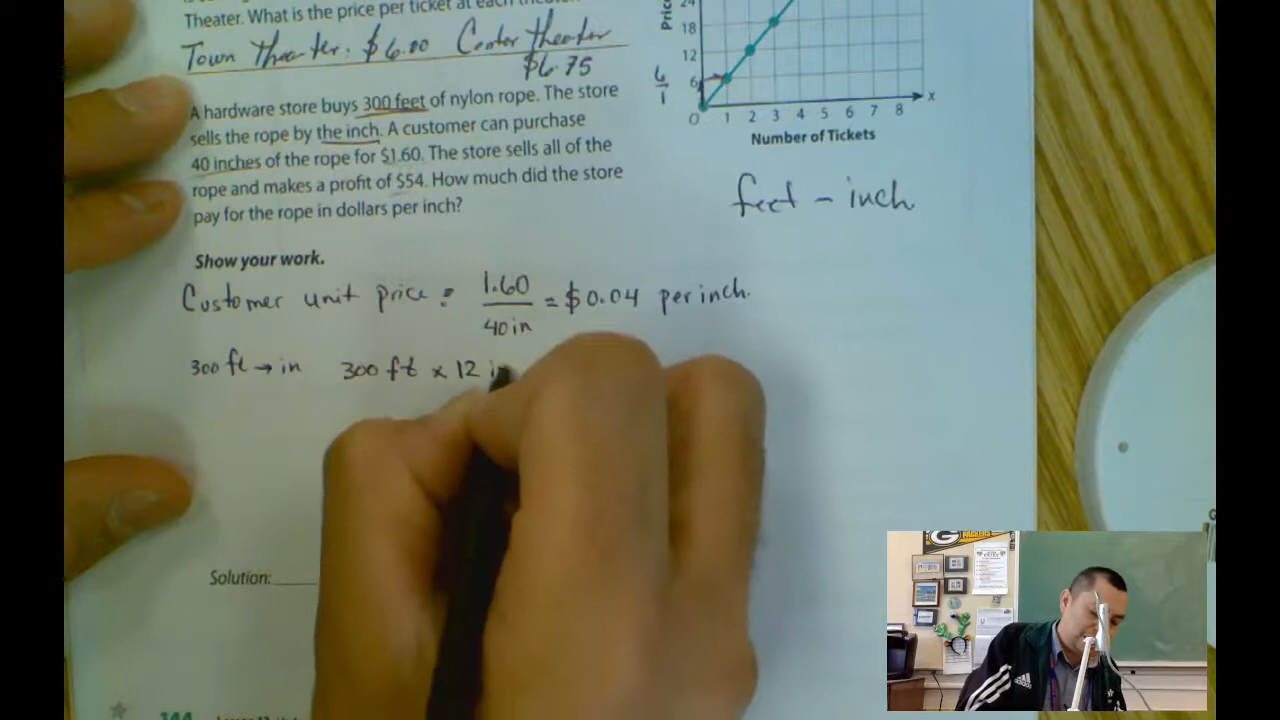 Theater. What is the price per ticket at each
Town Theater: $6.00 Center theater
$6.75
A hardware store buys 300 feet of nylon rope. The store
sells the rope by the inch. A customer can purchase
40 inches of the rope for $1.60. The store sells all of the
rope and makes a profit of $54. How much did the store
pay for the rope in dollars per inch?
Show your work.
Customer unit price: 1.60 / 40 in = $0.04 per inch.
300 ft → in 300 ft × 12 in
Solution:
24
18
12
6
6/1
O 1 2 3 4 5 6 7 8 x
Number of Tickets
feet - inch